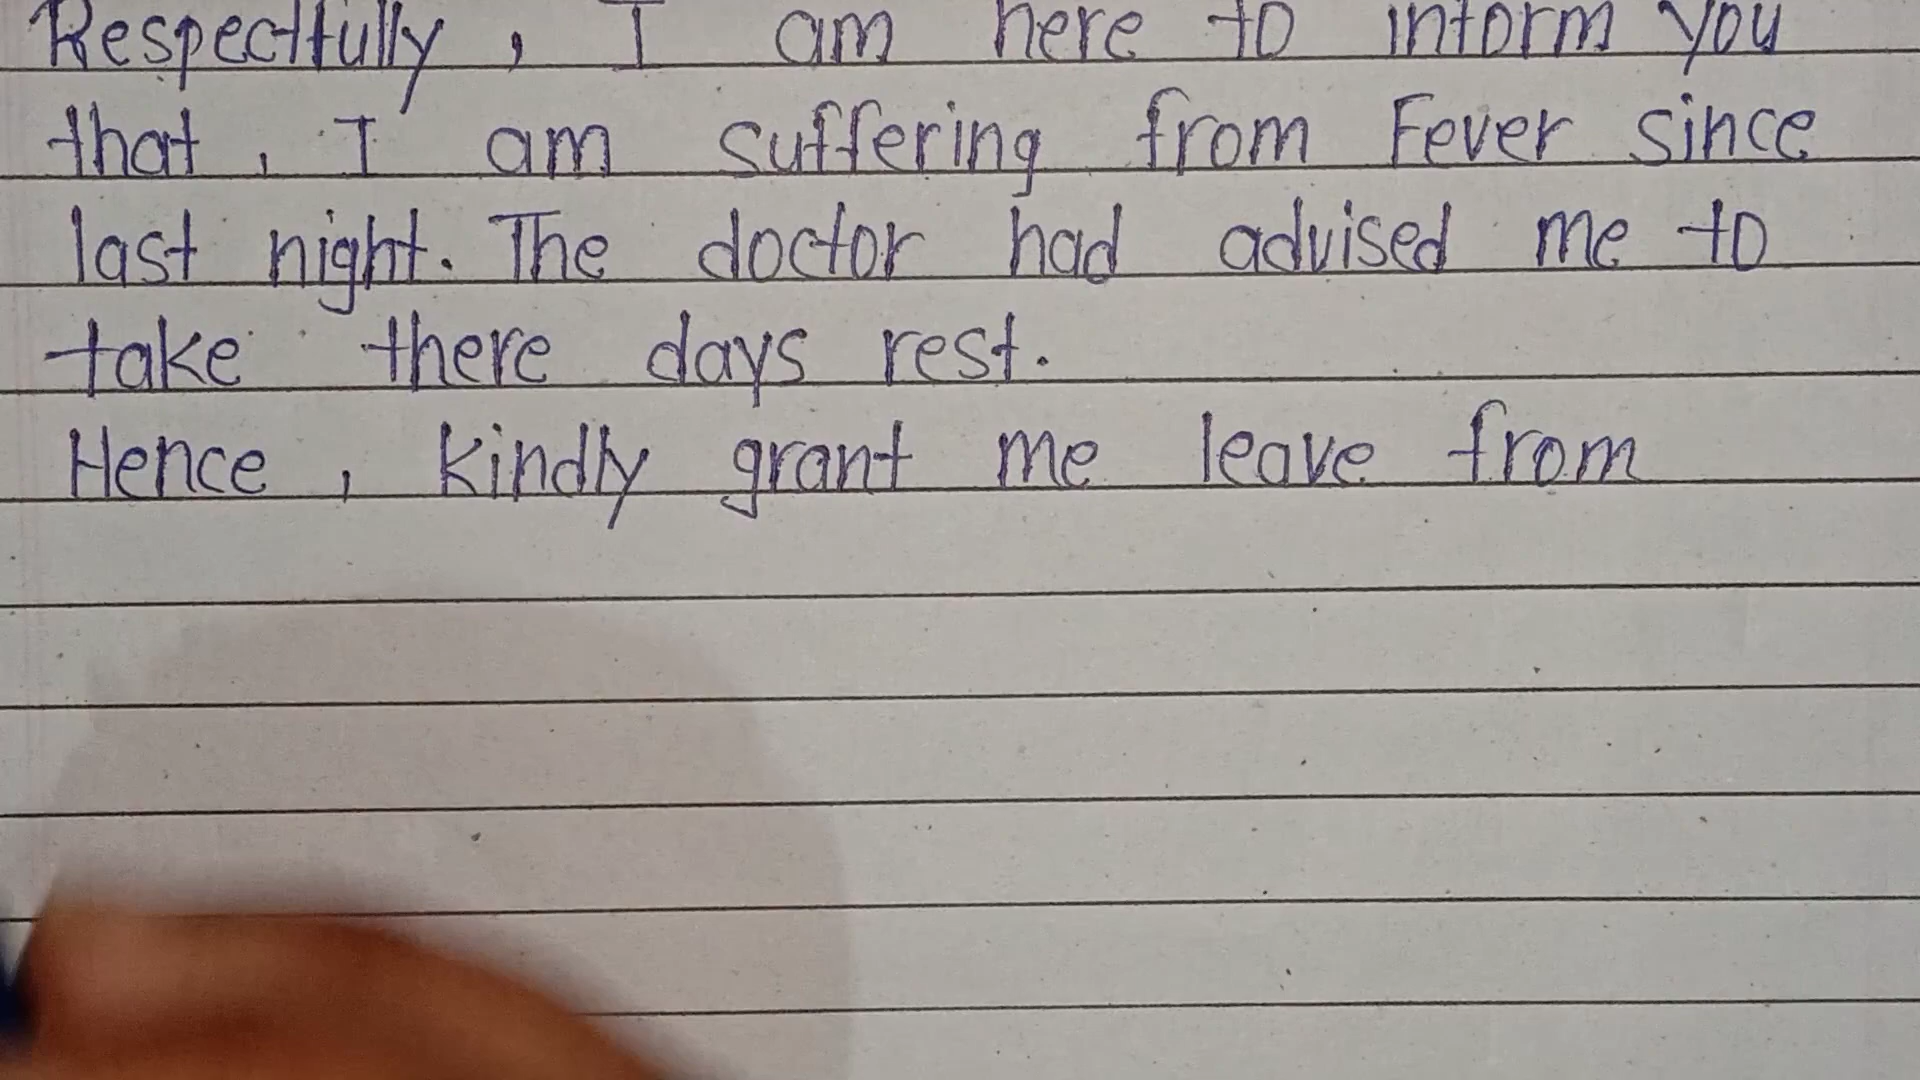 Respectfully, I am here to inform you
that, I am suffering from Fever since
last night. The doctor had advised me to
take there days rest.
Hence, kindly grant me leave from